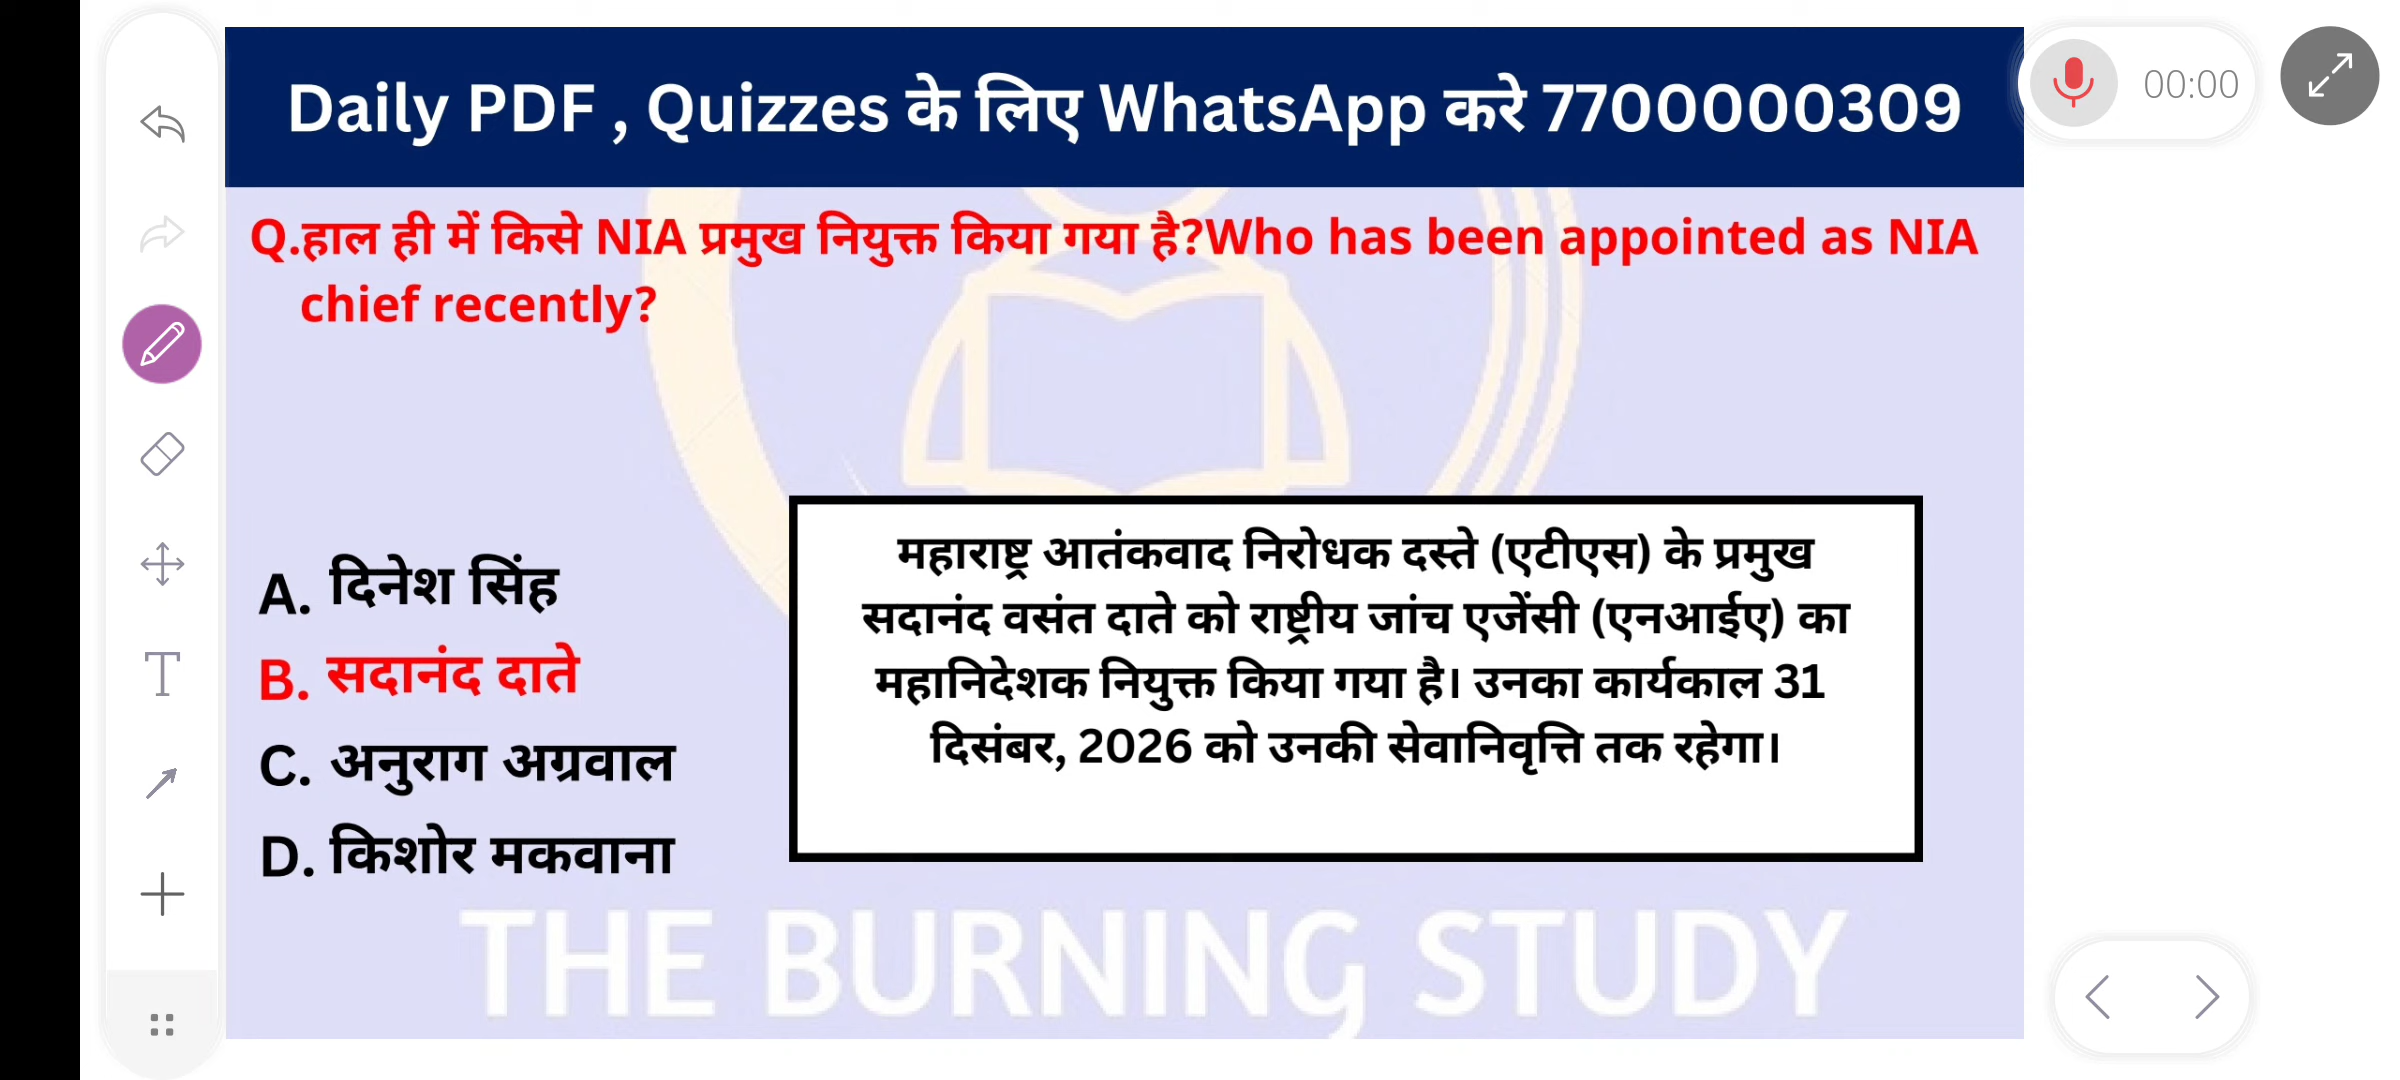 Daily PDF , Quizzes के लिए WhatsApp करे 7700000309
00:00
Q.हाल ही में किसे NIA प्रमुख नियुक्त किया गया है?Who has been appointed as NIA
chief recently?
A. दिनेश सिंह
B. सदानंद दाते
C. अनुराग अग्रवाल
D. किशोर मकवाना
महाराष्ट्र आतंकवाद निरोधक दस्ते (एटीएस) के प्रमुख
सदानंद वसंत दाते को राष्ट्रीय जांच एजेंसी (एनआईए) का
महानिदेशक नियुक्त किया गया है। उनका कार्यकाल 31
दिसंबर, 2026 को उनकी सेवानिवृत्ति तक रहेगा।
THE BURNING STUDY